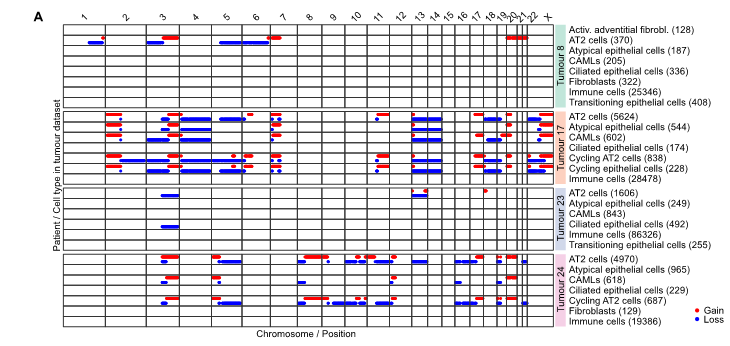 A
1 2 3 4 5 6 7 8 9 10 11 12 13 14 15 16 17 18 19 20 21 22 X
Patient / Cell type in tumour dataset
Tumour 8
Activ. adventitial fibrobl. (128)
AT2 cells (370)
Atypical epithelial cells (187)
CAMLs (205)
Ciliated epithelial cells (336)
Fibroblasts (322)
Immune cells (25346)
Transitioning epithelial cells (408)
Tumour 17
AT2 cells (5624)
Atypical epithelial cells (544)
CAMLs (602)
Ciliated epithelial cells (174)
Cycling AT2 cells (838)
Cycling epithelial cells (228)
Immune cells (28478)
Tumour 23
AT2 cells (1606)
Atypical epithelial cells (249)
CAMLs (843)
Ciliated epithelial cells (492)
Immune cells (86326)
Transitioning epithelial cells (255)
Tumour 24
AT2 cells (4970)
Atypical epithelial cells (965)
CAMLs (618)
Ciliated epithelial cells (229)
Cycling AT2 cells (687)
Fibroblasts (129)
Immune cells (19386)
Gain
Loss
Chromosome / Position